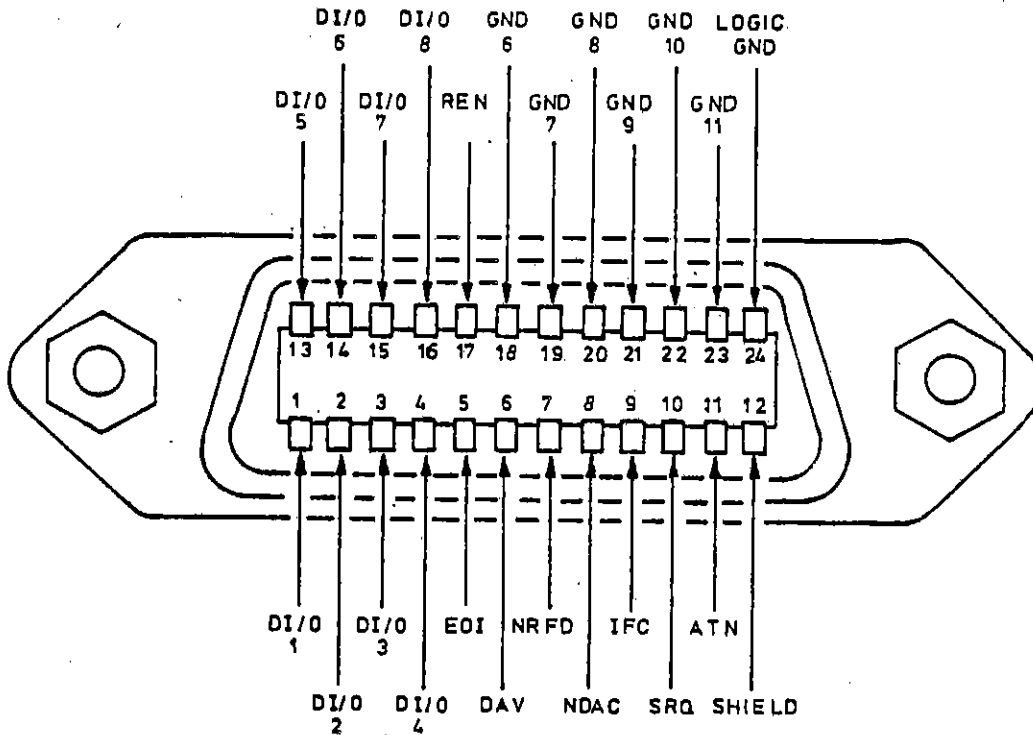 DI/O DI/O GND GND GND LOGIC
6 8 6 8 10 GND
DI/O DI/O REN GND GND GND
5 7 7 9 11
13 14 15 16 17 18 19 20 21 22 23 24
1 2 3 4 5 6 7 8 9 10 11 12
DI/O DI/O EOI NRFD IFC ATN
1 3
DI/O DI/O DAV NDAC SRQ SHIELD
2 4